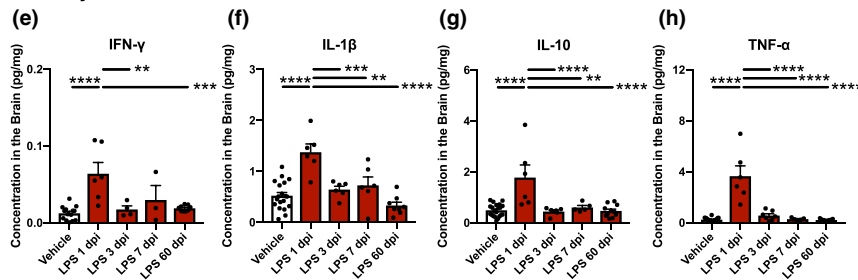 (e)
IFN-γ
Concentration in the Brain (pg/mg)
0.2
0.1
0.0
**
****
***
Vehicle
LPS 1 dpi
LPS 3 dpi
LPS 7 dpi
LPS 60 dpi
(f)
IL-1β
Concentration in the Brain (pg/mg)
3
2
1
0
***
**
****
****
Vehicle
LPS 1 dpi
LPS 3 dpi
LPS 7 dpi
LPS 60 dpi
(g)
IL-10
Concentration in the Brain (pg/mg)
6
4
2
0
****
**
****
****
Vehicle
LPS 1 dpi
LPS 3 dpi
LPS 7 dpi
LPS 60 dpi
(h)
TNF-α
Concentration in the Brain (pg/mg)
12
8
4
0
****
****
****
****
Vehicle
LPS 1 dpi
LPS 3 dpi
LPS 7 dpi
LPS 60 dpi